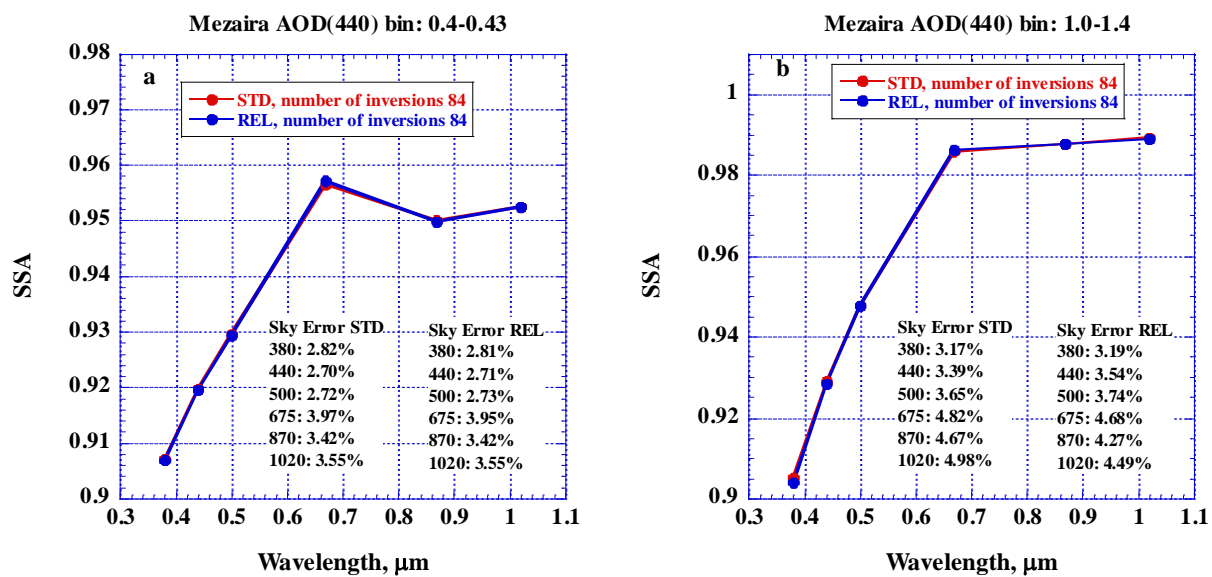 Mezaira AOD(440) bin: 0.4-0.43
a
STD, number of inversions 84
REL, number of inversions 84
0.98
0.97
0.96
0.95
0.94
0.93
0.92
0.91
0.9
SSA
Sky Error STD
380: 2.82%
440: 2.70%
500: 2.72%
675: 3.97%
870: 3.42%
1020: 3.55%
Sky Error REL
380: 2.81%
440: 2.71%
500: 2.73%
675: 3.95%
870: 3.42%
1020: 3.55%
0.3 0.4 0.5 0.6 0.7 0.8 0.9 1 1.1
Wavelength, μm
Mezaira AOD(440) bin: 1.0-1.4
b
STD, number of inversions 84
REL, number of inversions 84
1
0.98
0.96
0.94
0.92
0.9
SSA
Sky Error STD
380: 3.17%
440: 3.39%
500: 3.65%
675: 4.82%
870: 4.67%
1020: 4.98%
Sky Error REL
380: 3.19%
440: 3.54%
500: 3.74%
675: 4.68%
870: 4.27%
1020: 4.49%
0.3 0.4 0.5 0.6 0.7 0.8 0.9 1 1.1
Wavelength, μm